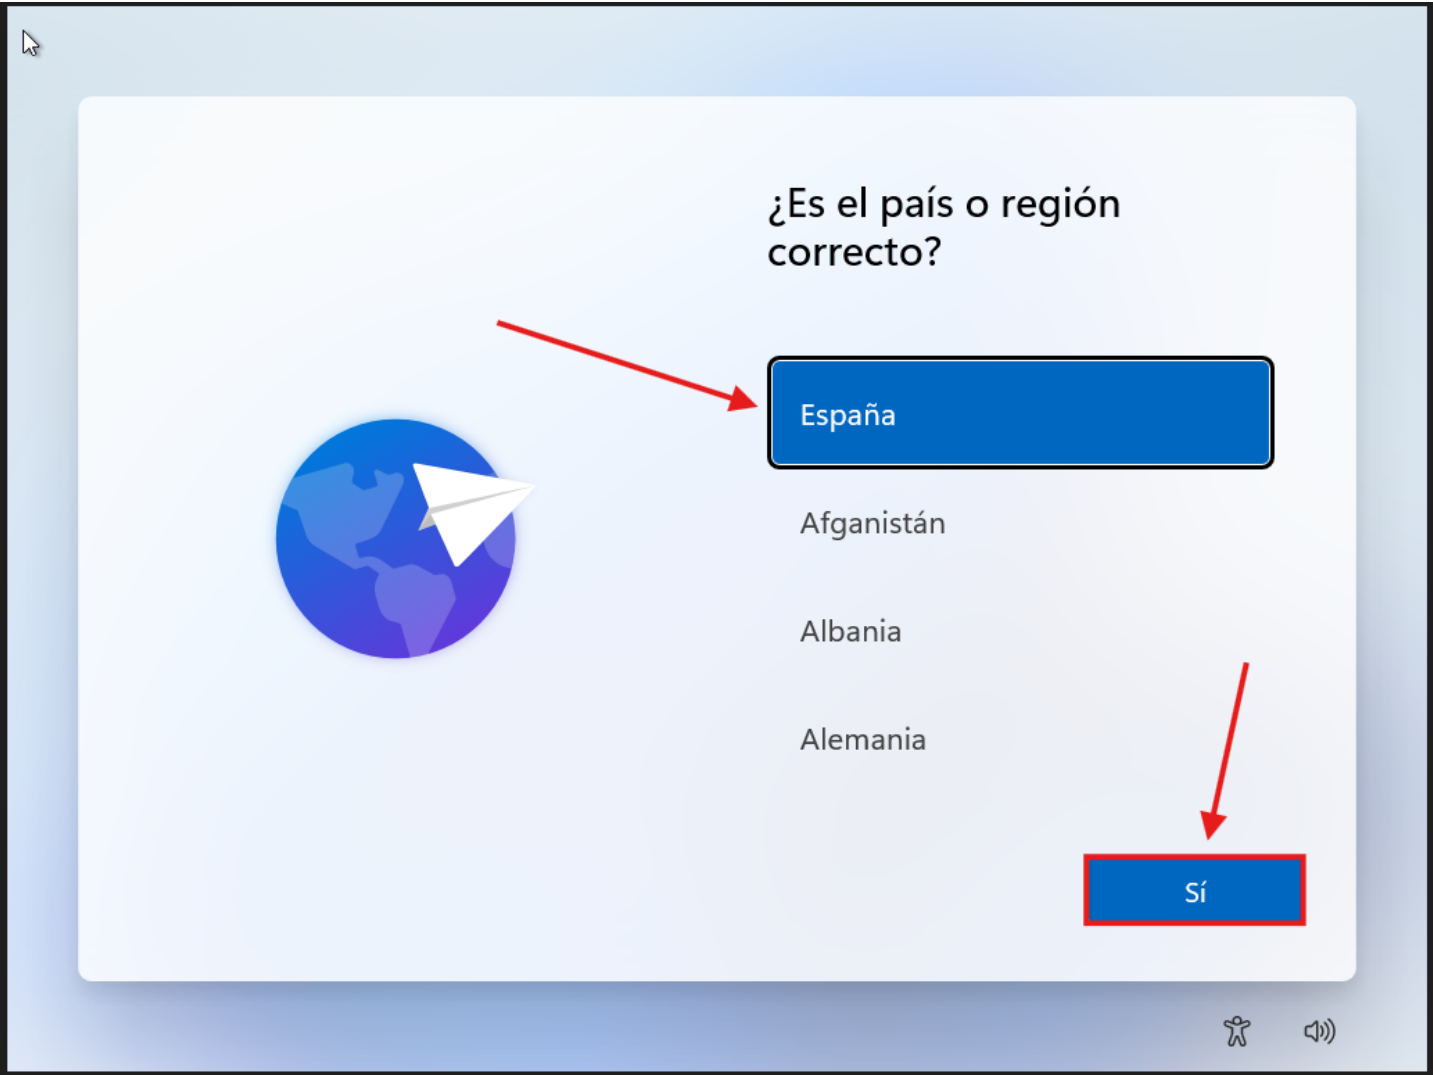 ¿Es el país o región
correcto?
España
Afganistán
Albania
Alemania
Sí